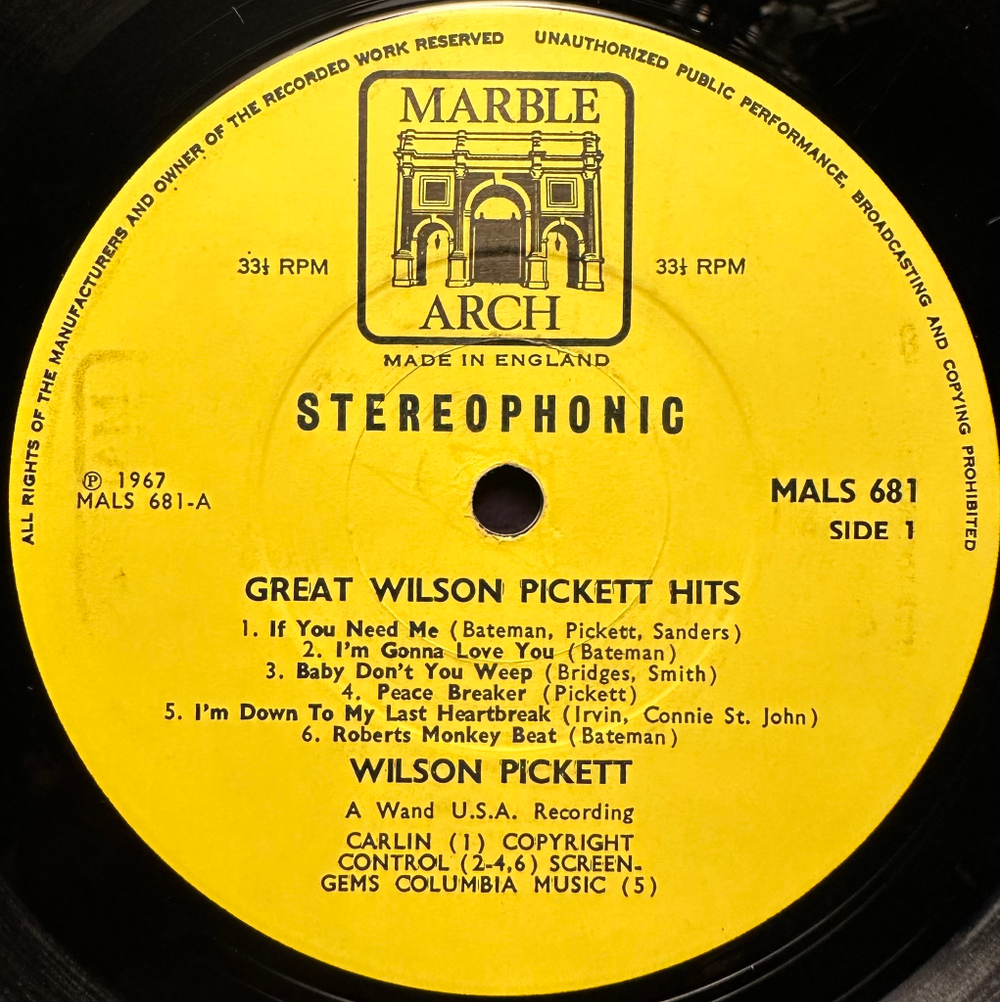 ALL RIGHTS OF THE MANUFACTURERS AND OWNER OF THE RECORDED WORK RESERVED UNAUTHORIZED PUBLIC PERFORMANCE, BROADCASTING AND COPYING PROHIBITED
MARBLE
ARCH
33⅓ RPM 33⅓ RPM
MADE IN ENGLAND
STEREOPHONIC
℗ 1967
MALS 681-A
MALS 681
SIDE 1
GREAT WILSON PICKETT HITS
1. If You Need Me (Bateman, Pickett, Sanders)
2. I'm Gonna Love You (Bateman)
3. Baby Don't You Weep (Bridges, Smith)
4. Peace Breaker (Pickett)
5. I'm Down To My Last Heartbreak (Irvin, Connie St. John)
6. Roberts Monkey Beat (Bateman)
WILSON PICKETT
A Wand U.S.A. Recording
CARLIN (1) COPYRIGHT
CONTROL (2-4,6) SCREEN-
GEMS COLUMBIA MUSIC (5)